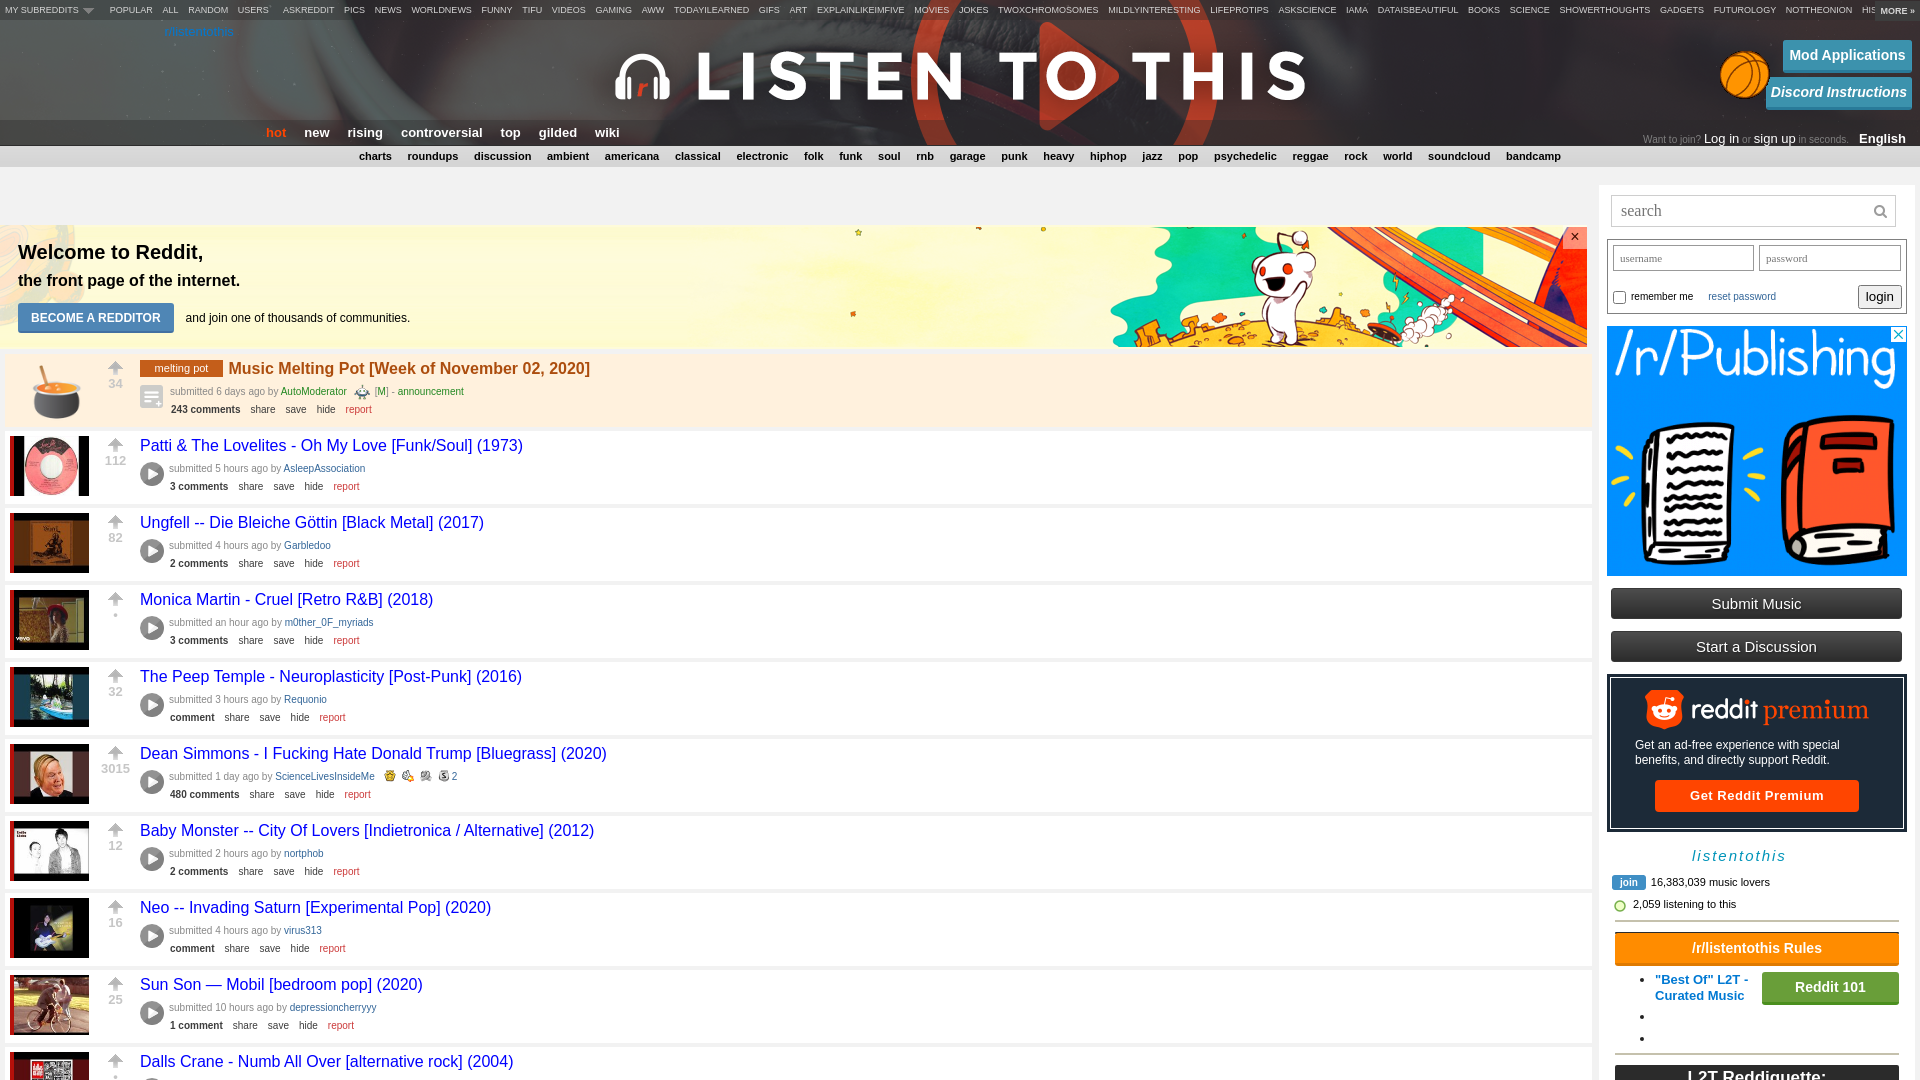 MY SUBREDDITS POPULAR ALL RANDOM USERS ASKREDDIT PICS NEWS WORLDNEWS FUNNY TIFU VIDEOS GAMING AWW TODAYILEARNED GIFS ART EXPLAINLIKEIMFIVE MOVIES JOKES TWOXCHROMOSOMES MILDLYINTERESTING LIFEPROTIPS ASKSCIENCE IAMA DATAISBEAUTIFUL BOOKS SCIENCE SHOWERTHOUGHTS GADGETS FUTUROLOGY NOTTHEONION HIS MORE »
LISTEN TO THIS
Mod Applications
Discord Instructions
hot new rising controversial top gilded wiki
Want to join? Log in or sign up in seconds. English
charts roundups discussion ambient americana classical electronic folk funk soul rnb garage punk heavy hiphop jazz pop psychedelic reggae rock world soundcloud bandcamp
Welcome to Reddit,
the front page of the internet.
BECOME A REDDITOR and join one of thousands of communities.
×
34
melting pot Music Melting Pot [Week of November 02, 2020]
submitted 6 days ago by AutoModerator [M] - announcement
243 comments share save hide report
112
Patti & The Lovelites - Oh My Love [Funk/Soul] (1973)
submitted 5 hours ago by AsleepAssociation
3 comments share save hide report
82
Ungfell -- Die Bleiche Göttin [Black Metal] (2017)
submitted 4 hours ago by Garbledoo
2 comments share save hide report
•
Monica Martin - Cruel [Retro R&B] (2018)
submitted an hour ago by m0ther_0F_myriads
3 comments share save hide report
vevo
32
The Peep Temple - Neuroplasticity [Post-Punk] (2016)
submitted 3 hours ago by Requonio
comment share save hide report
3015
Dean Simmons - I Fucking Hate Donald Trump [Bluegrass] (2020)
submitted 1 day ago by ScienceLivesInsideMe 2
480 comments share save hide report
12
Baby Monster -- City Of Lovers [Indietronica / Alternative] (2012)
submitted 2 hours ago by nortphob
2 comments share save hide report
16
Neo -- Invading Saturn [Experimental Pop] (2020)
submitted 4 hours ago by virus313
comment share save hide report
25
Sun Son — Mobil [bedroom pop] (2020)
submitted 10 hours ago by depressioncherryyy
1 comment share save hide report
•
Dalls Crane - Numb All Over [alternative rock] (2004)
search
username password
remember me reset password login
/r/Publishing
Submit Music
Start a Discussion
reddit premium
Get an ad-free experience with special
benefits, and directly support Reddit.
Get Reddit Premium
listentothis
join 16,383,039 music lovers
2,059 listening to this
/r/listentothis Rules
"Best Of" L2T -
Curated Music
Reddit 101
L2T Reddiquette: